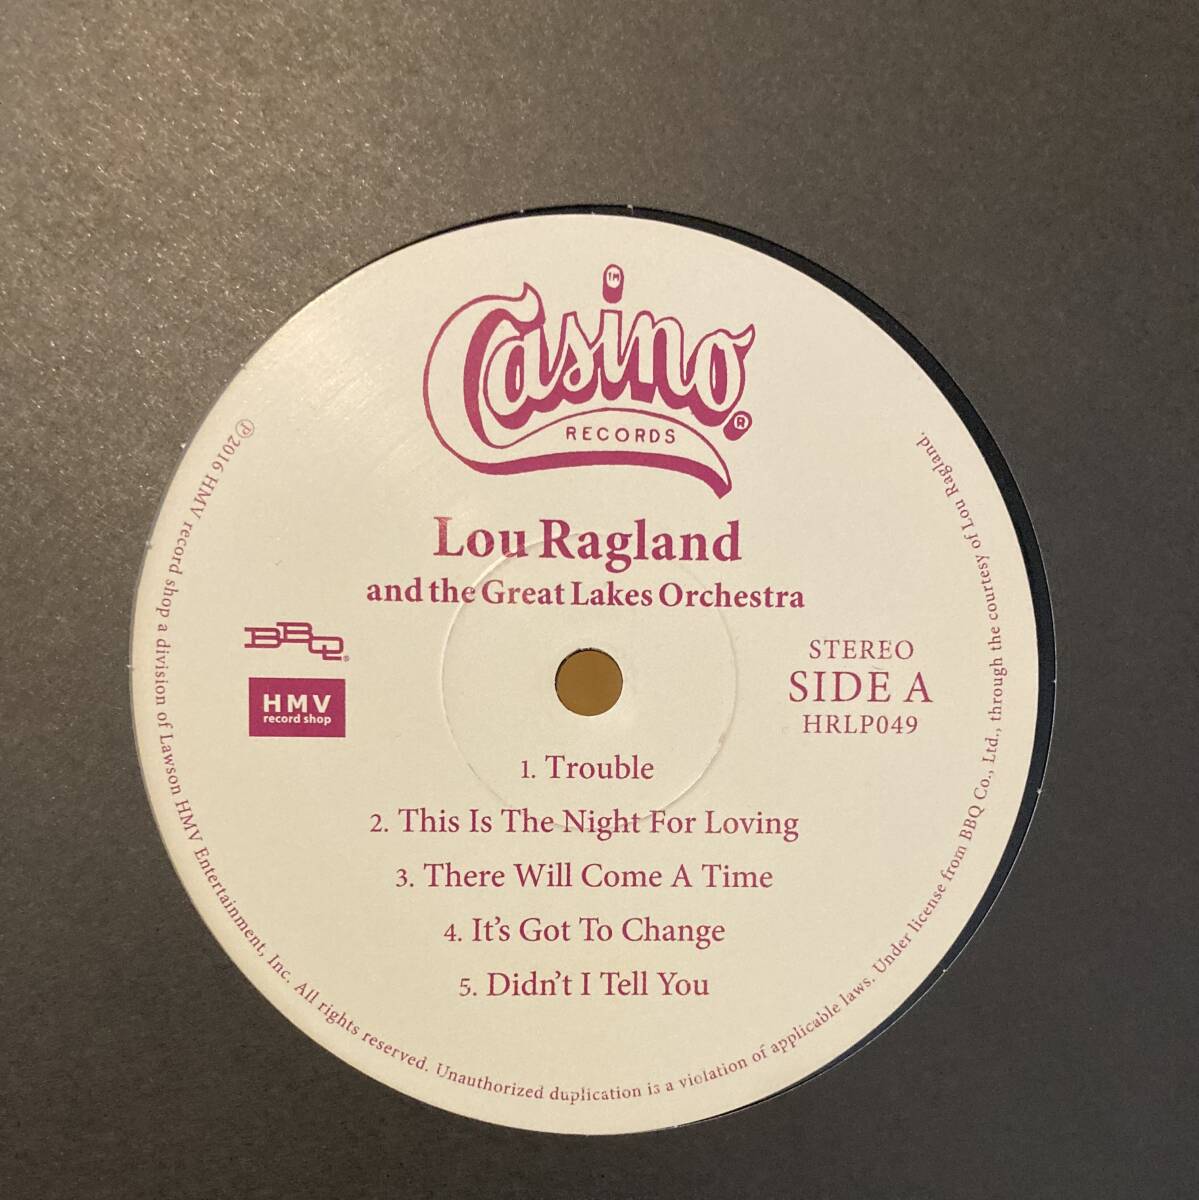 TM
Casino
®
RECORDS
Lou Ragland
and the Great Lakes Orchestra
BBQ®
HMV
record shop
STEREO
SIDE A
HRLP049
1. Trouble
2. This Is The Night For Loving
3. There Will Come A Time
4. It's Got To Change
5. Didn't I Tell You
℗2016 HMV record shop a division of Lawson HMV Entertainment, Inc. All rights reserved. Unauthorized duplication is a violation of applicable laws. Under license from BBQ Co., Ltd., through the courtesy of Lou Ragland.